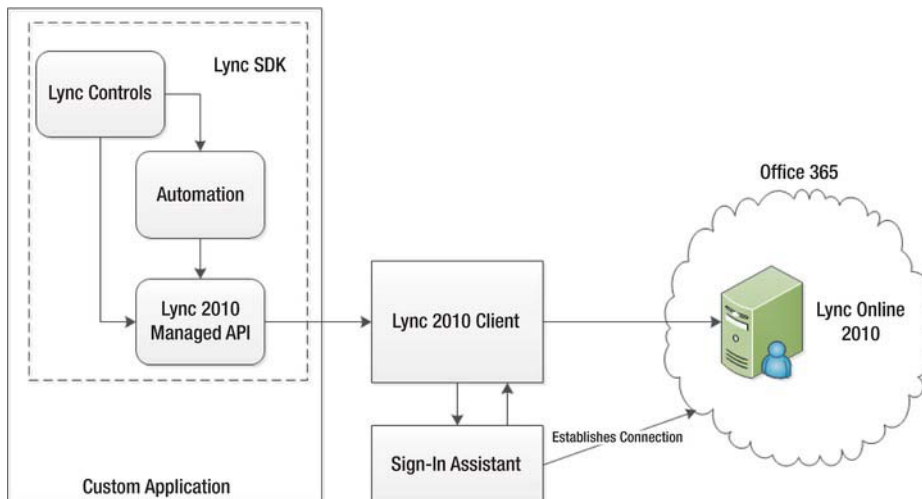 Lync SDK
Lync Controls
Automation
Lync 2010
Managed API
Custom Application
Lync 2010 Client
Sign-In Assistant
Establishes Connection
Office 365
Lync Online
2010